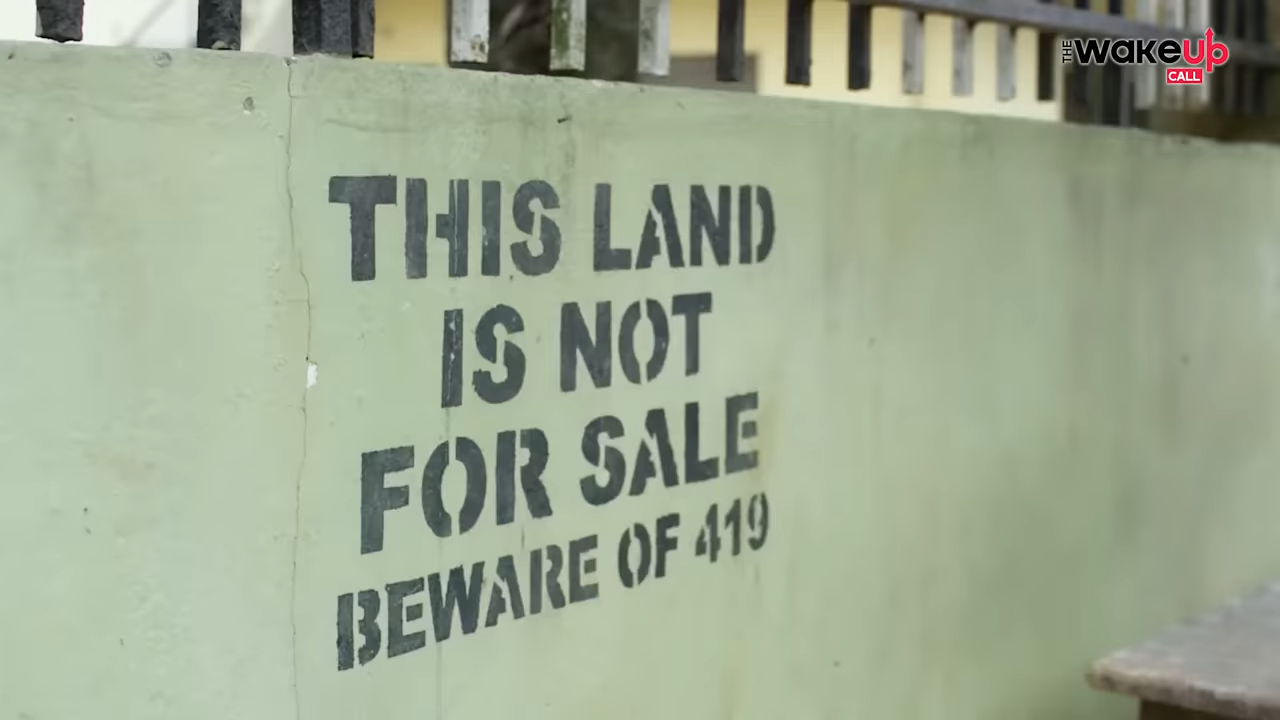 THE wakeup
CALL
THIS LAND
IS NOT
FOR SALE
BEWARE OF 419